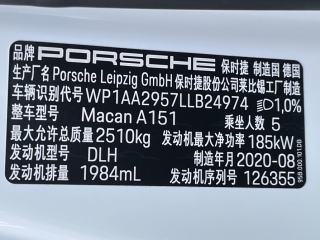 品牌 PORSCHE 保时捷 制造国 德国
生产厂名 Porsche Leipzig GmbH 保时捷股份公司莱比锡工厂制造
车辆识别代号 WP1AA2957LLB24974 1,0%
整车型号 Macan A151 乘坐人数 5
最大允许总质量 2510kg 发动机最大净功率 185kW
发动机型号 DLH 制造年月 2020-08
发动机排量 1984mL 发动机序列号 126355